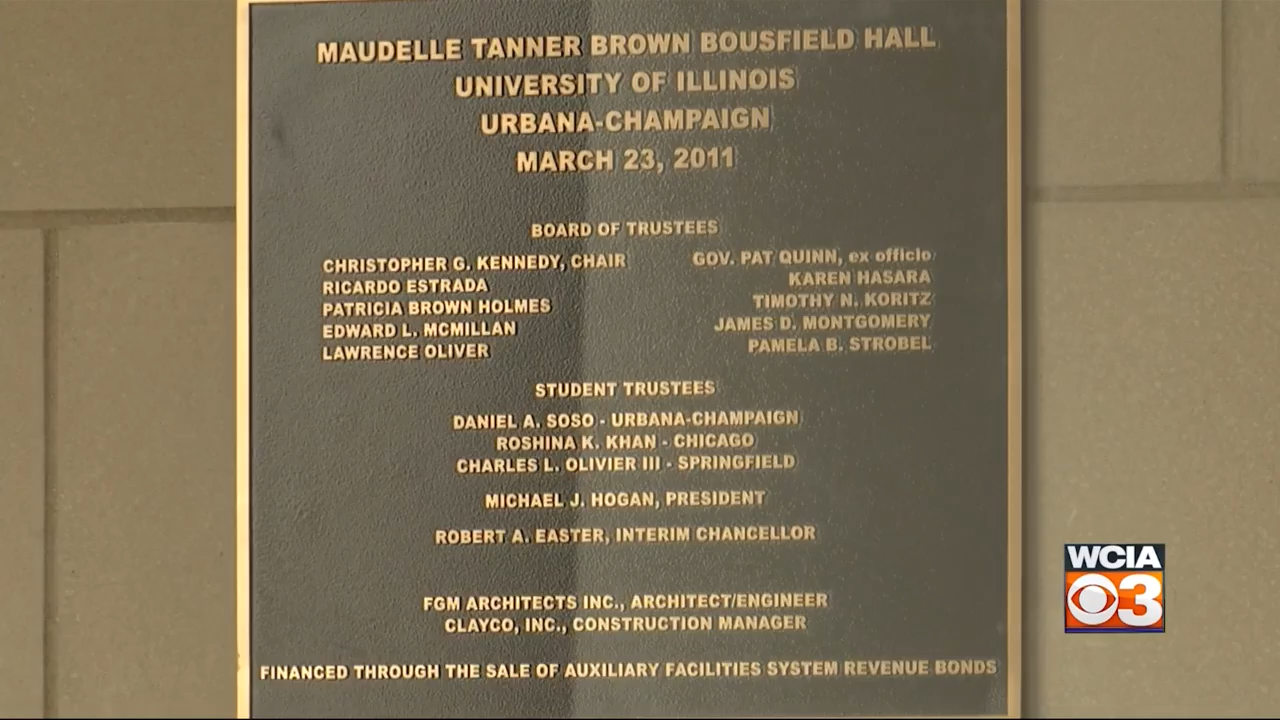 MAUDELLE TANNER BROWN BOUSFIELD HALL
UNIVERSITY OF ILLINOIS
URBANA-CHAMPAIGN
MARCH 23, 2011
BOARD OF TRUSTEES
CHRISTOPHER G. KENNEDY, CHAIR
RICARDO ESTRADA
PATRICIA BROWN HOLMES
EDWARD L. MCMILLAN
LAWRENCE OLIVER
GOV. PAT QUINN, ex officio
KAREN HASARA
TIMOTHY N. KORITZ
JAMES D. MONTGOMERY
PAMELA B. STROBEL
STUDENT TRUSTEES
DANIEL A. SOSO - URBANA-CHAMPAIGN
ROSHINA K. KHAN - CHICAGO
CHARLES L. OLIVIER III - SPRINGFIELD
MICHAEL J. HOGAN, PRESIDENT
ROBERT A. EASTER, INTERIM CHANCELLOR
FGM ARCHITECTS INC., ARCHITECT/ENGINEER
CLAYCO, INC., CONSTRUCTION MANAGER
FINANCED THROUGH THE SALE OF AUXILIARY FACILITIES SYSTEM REVENUE BONDS
WCIA
3